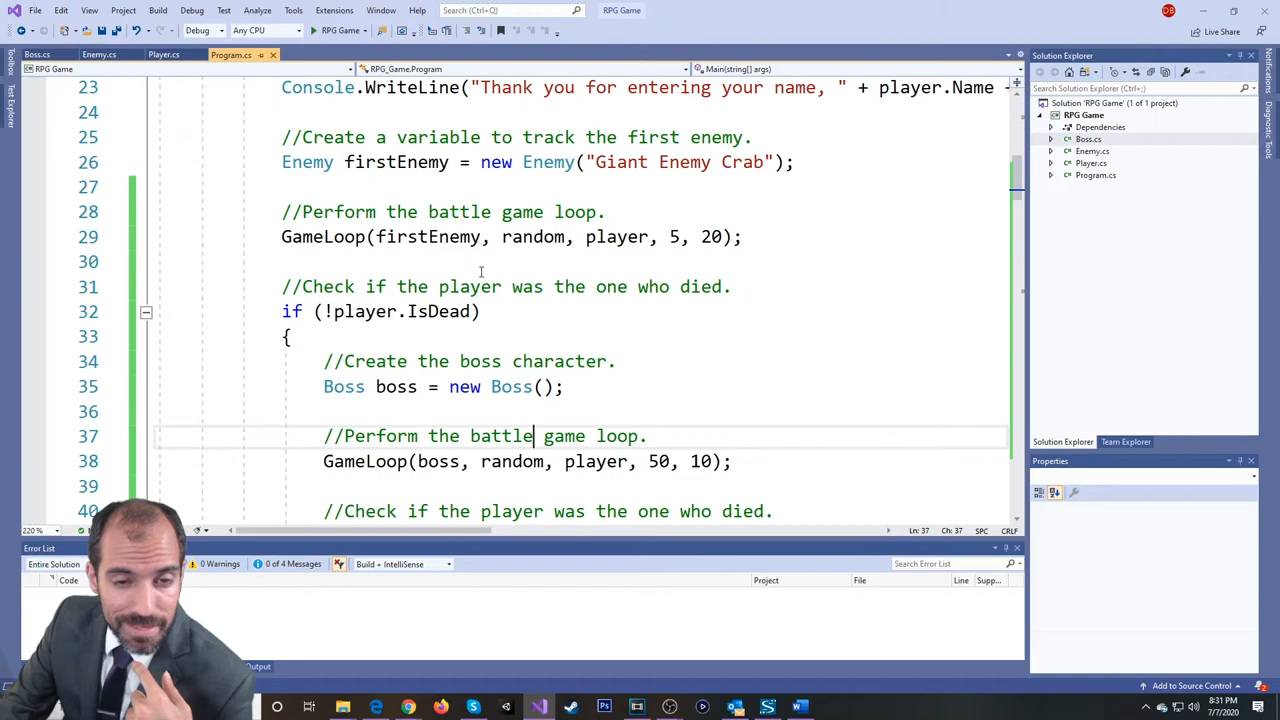 File Edit View Project Build Debug Test Analyze Tools Extensions Window Help Search (Ctrl+Q) RPG Game DB
Debug Any CPU RPG Game Live Share
Boss.cs Enemy.cs Player.cs Program.cs
RPG Game RPG_Game.Program Main(string[] args)
Toolbox
Test Explorer
23 Console.WriteLine("Thank you for entering your name, " + player.Name
24
25 //Create a variable to track the first enemy.
26 Enemy firstEnemy = new Enemy("Giant Enemy Crab");
27
28 //Perform the battle game loop.
29 GameLoop(firstEnemy, random, player, 5, 20);
30
31 //Check if the player was the one who died.
32 if (!player.IsDead)
33 {
34 //Create the boss character.
35 Boss boss = new Boss();
36
37 //Perform the battle game loop.
38 GameLoop(boss, random, player, 50, 10);
39
40 //Check if the player was the one who died.
220 % Ln: 37 Ch: 37 SPC CRLF
Error List
Entire Solution 0 Warnings 0 of 4 Messages Build + IntelliSense Search Error List
Code Project File Line Supp...
Output
Solution Explorer
Search Solution Explorer (Ctrl+;)
Solution 'RPG Game' (1 of 1 project)
RPG Game
Dependencies
Boss.cs
Enemy.cs
Player.cs
Program.cs
Solution Explorer Team Explorer
Properties
Notifications
Diagnostic Tools
Add to Source Control 2
8:31 PM
7/7/2020